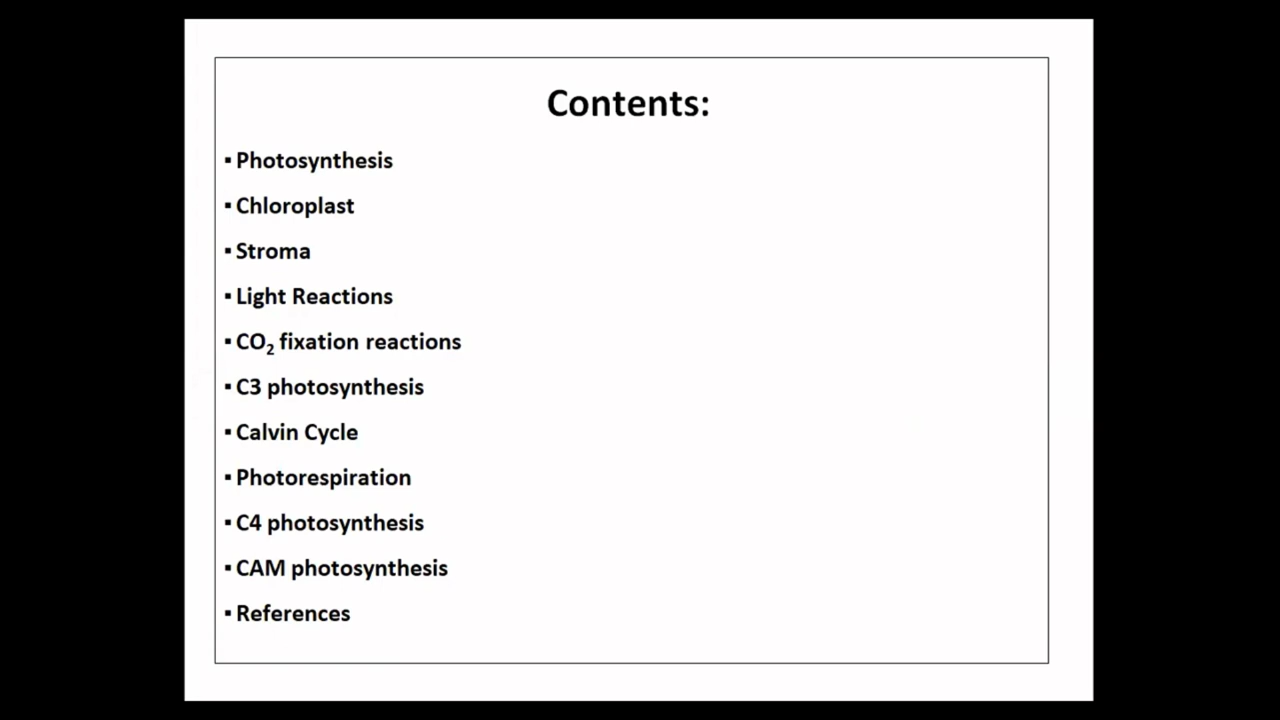 Contents:
▪ Photosynthesis
▪ Chloroplast
▪ Stroma
▪ Light Reactions
▪ CO₂ fixation reactions
▪ C3 photosynthesis
▪ Calvin Cycle
▪ Photorespiration
▪ C4 photosynthesis
▪ CAM photosynthesis
▪ References